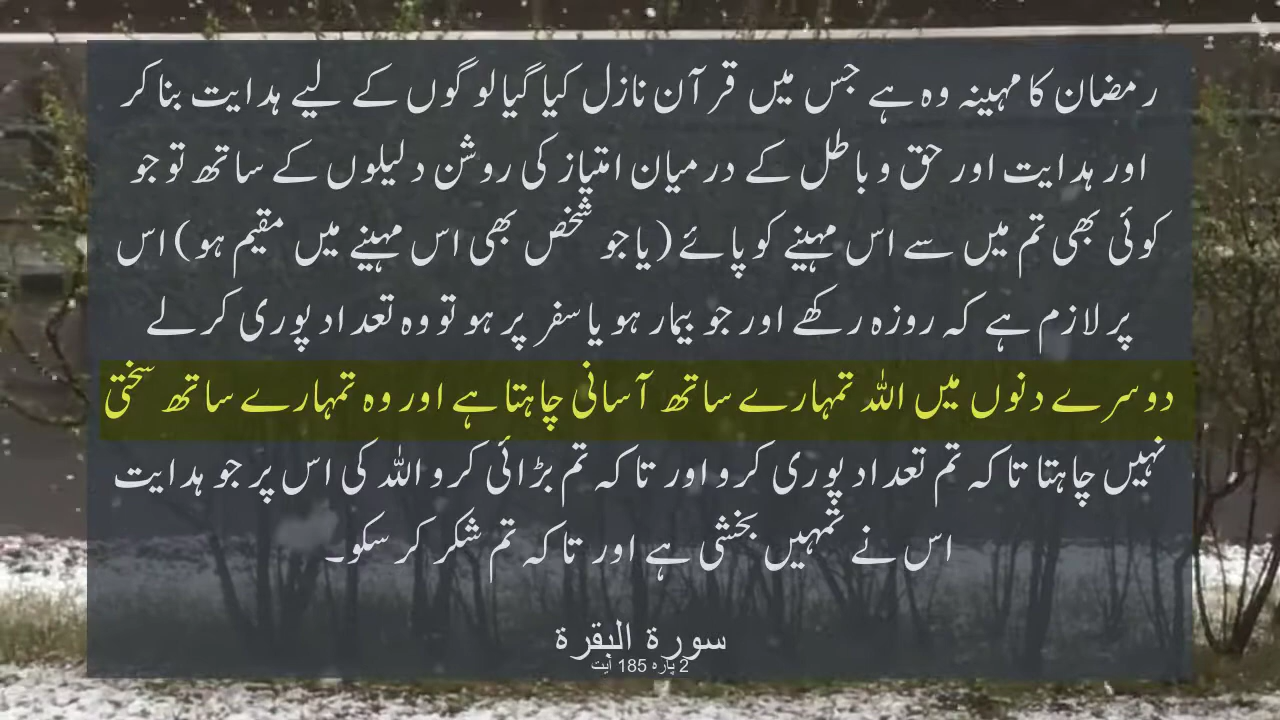 رمضان کا مہینہ وہ ہے جس میں قرآن نازل کیا گیا لوگوں کے لیے ہدایت بنا کر
اور ہدایت اور حق و باطل کے درمیان امتیاز کی روشن دلیلوں کے ساتھ تو جو
کوئی بھی تم میں سے اس مہینے کو پائے (یا جو شخص بھی اس مہینے میں مقیم ہو) اس
پر لازم ہے کہ روزہ رکھے اور جو بیمار ہو یا سفر پر ہو تو وہ تعداد پوری کرلے
دوسرے دنوں میں اللہ تمہارے ساتھ آسانی چاہتا ہے اور وہ تمہارے ساتھ سختی
نہیں چاہتا تاکہ تم تعداد پوری کرو اور تاکہ تم بڑائی کرو اللہ کی اس پر جو ہدایت
اس نے تمہیں بخشی ہے اور تاکہ تم شکر کر سکو۔
سورة البقرة
2 پارہ 185 آیت